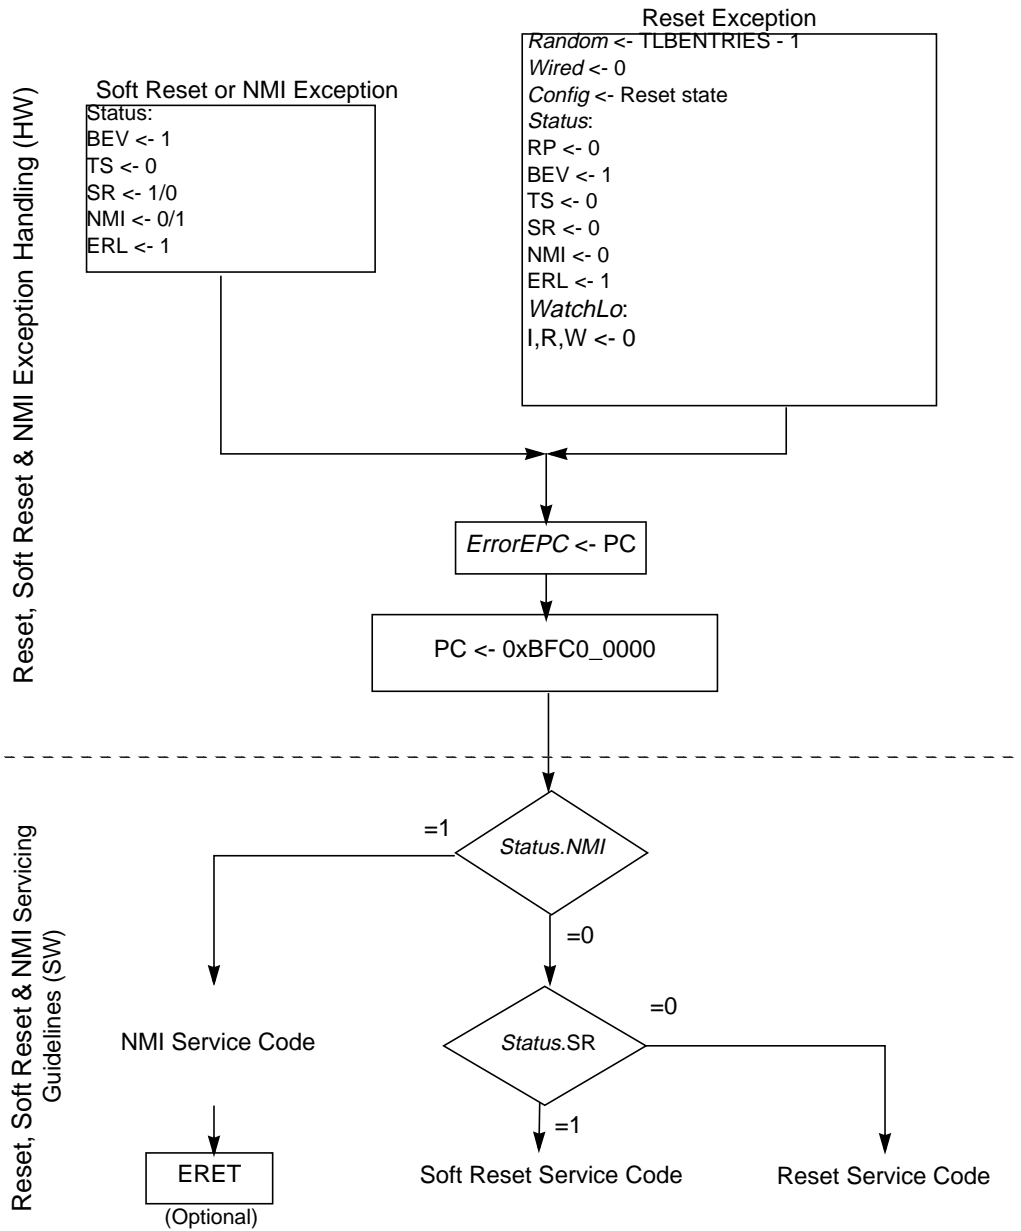 Reset Exception
Random <- TLBENTRIES - 1
Wired <- 0
Config <- Reset state
Status:
RP <- 0
BEV <- 1
TS <- 0
SR <- 0
NMI <- 0
ERL <- 1
WatchLo:
I,R,W <- 0
Soft Reset or NMI Exception
Status:
BEV <- 1
TS <- 0
SR <- 1/0
NMI <- 0/1
ERL <- 1
Reset, Soft Reset & NMI Exception Handling (HW)
ErrorEPC <- PC
PC <- 0xBFC0_0000
Reset, Soft Reset & NMI Servicing
Guidelines (SW)
=1
Status.NMI
=0
=0
NMI Service Code
Status.SR
=1
ERET
(Optional)
Soft Reset Service Code
Reset Service Code